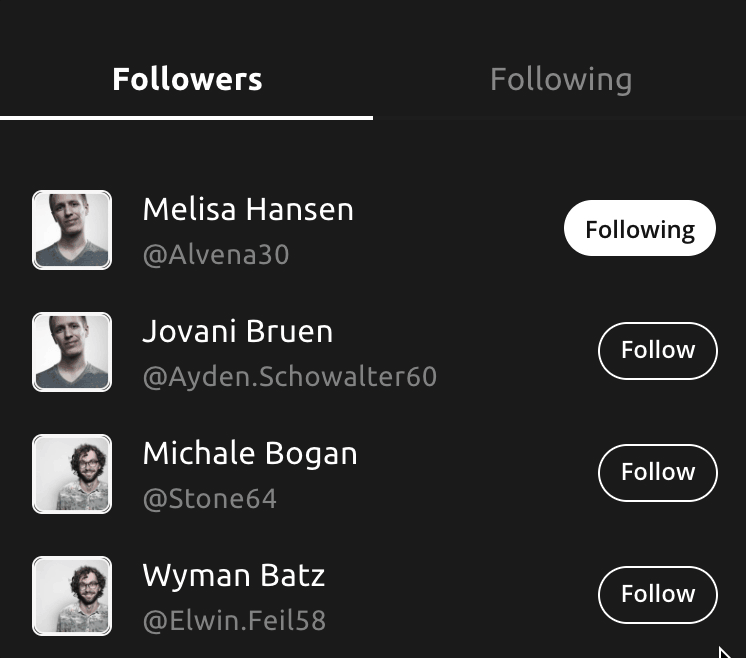 Followers Following
Melisa Hansen
@Alvena30
Following
Jovani Bruen
@Ayden.Schowalter60
Follow
Michale Bogan
@Stone64
Follow
Wyman Batz
@Elwin.Feil58
Follow